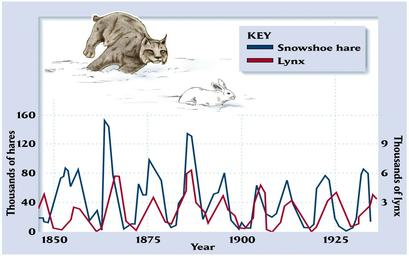 KEY
Snowshoe hare
Lynx
Thousands of hares
160
120
80
40
0
9
6
3
Thousands of lynx
1850
1875
1900
1925
Year